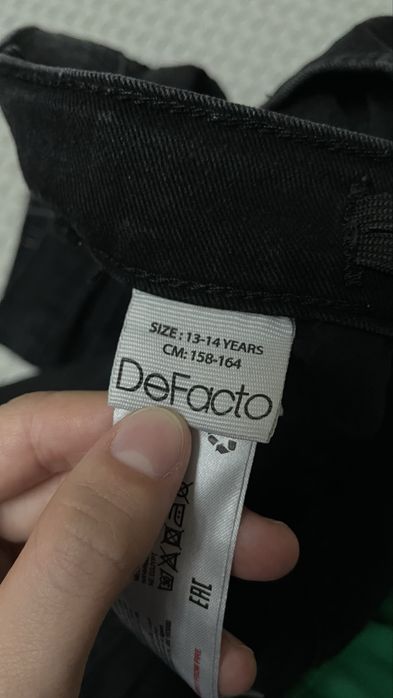 SIZE : 13-14 YEARS
CM: 158-164
DeFacto
EAC